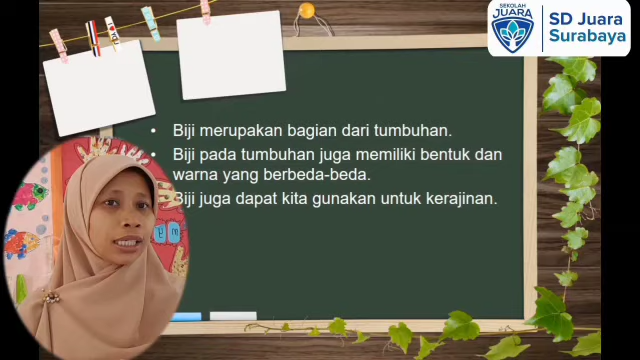 SEKOLAH
JUARA
SD Juara
Surabaya
• Biji merupakan bagian dari tumbuhan.
• Biji pada tumbuhan juga memiliki bentuk dan
warna yang berbeda-beda.
Biji juga dapat kita gunakan untuk kerajinan.